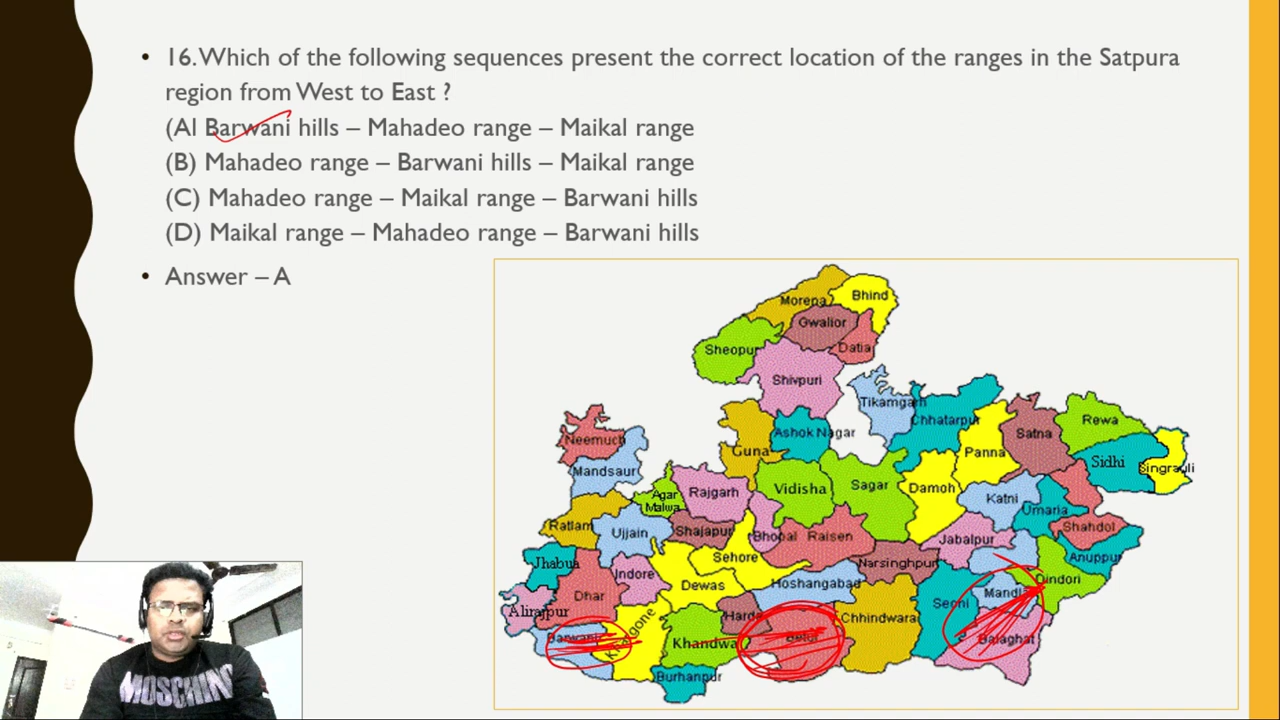 • 16. Which of the following sequences present the correct location of the ranges in the Satpura
region from West to East ?
(Al Barwani hills – Mahadeo range – Maikal range
(B) Mahadeo range – Barwani hills – Maikal range
(C) Mahadeo range – Maikal range – Barwani hills
(D) Maikal range – Mahadeo range – Barwani hills
• Answer – A
Morena
Bhind
Gwalior
Sheopur
Datia
Shivpuri
Tikamgarh
Chhatarpur
Neemuch
Guna
Ashok Nagar
Panna
Satna
Rewa
Mandsaur
Sidhi
Singrauli
Agar
Malwa
Rajgarh
Vidisha
Sagar
Damoh
Katni
Umaria
Ratlam
Ujjain
Shajapur
Bhopal
Raisen
Jabalpur
Shahdol
Jhabua
Indore
Sehore
Narsinghpur
Anuppur
Dewas
Hoshangabad
Dindori
Dhar
Mandla
Alirajpur
Harda
Chhindwara
Seoni
Barwani
Khargone
Khandwa
Betul
Balaghat
Burhanpur
MOSCHIN